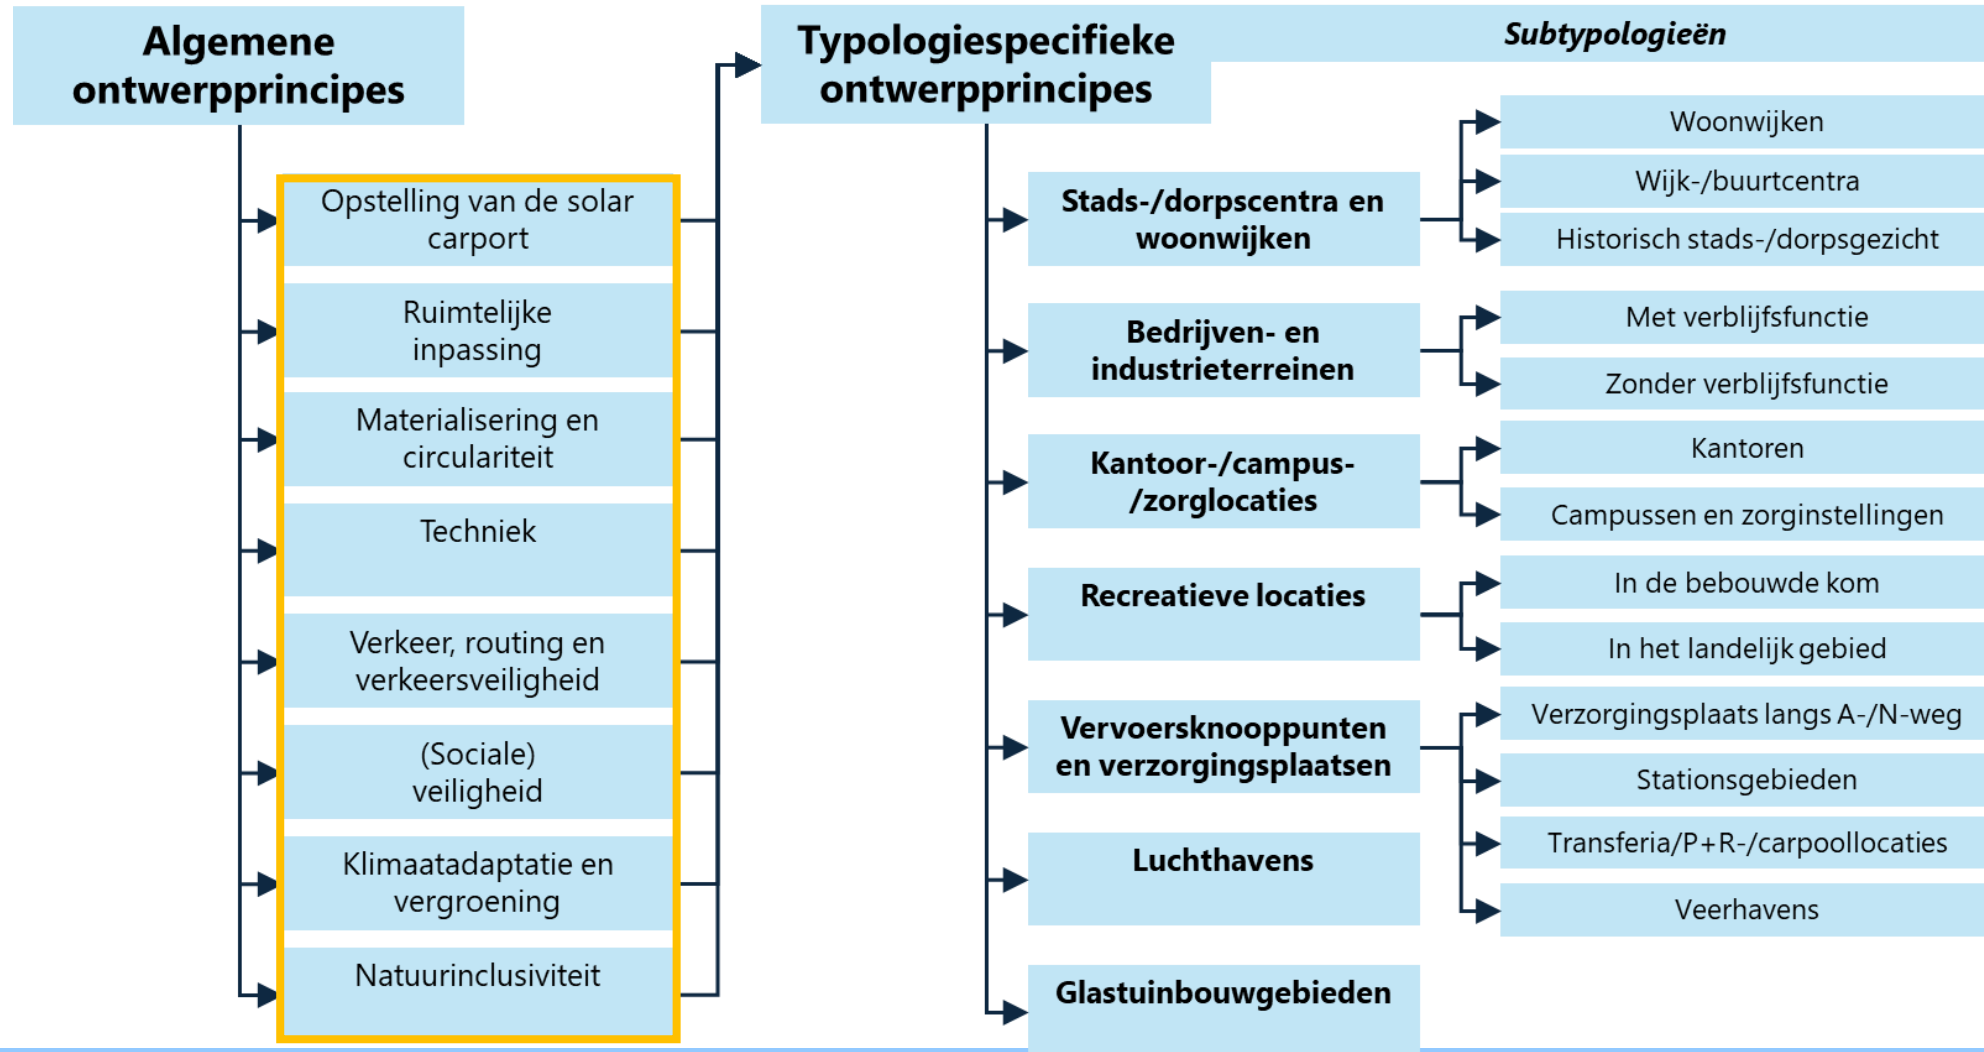 Algemene
ontwerpprincipes
Opstelling van de solar
carport
Ruimtelijke
inpassing
Materialisering en
circulariteit
Techniek
Verkeer, routing en
verkeersveiligheid
(Sociale)
veiligheid
Klimaatadaptatie en
vergroening
Natuurinclusiviteit
Typologiespecifieke
ontwerpprincipes
Subtypologieën
Stads-/dorpscentra en
woonwijken
Woonwijken
Wijk-/buurtcentra
Historisch stads-/dorpsgezicht
Bedrijven- en
industrieterreinen
Met verblijfsfunctie
Zonder verblijfsfunctie
Kantoor-/campus-
/zorglocaties
Kantoren
Campussen en zorginstellingen
Recreatieve locaties
In de bebouwde kom
In het landelijk gebied
Vervoersknooppunten
en verzorgingsplaatsen
Verzorgingsplaats langs A-/N-weg
Stationsgebieden
Transferia/P+R-/carpoollocaties
Veerhavens
Luchthavens
Glastuinbouwgebieden